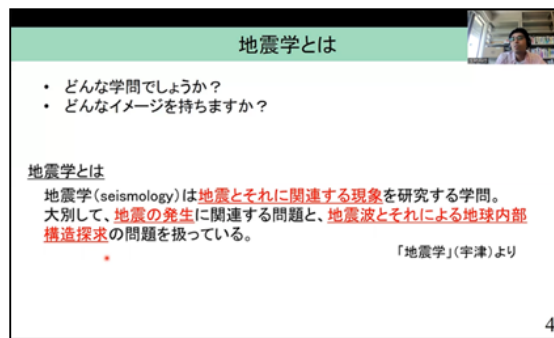 地震学とは
• どんな学問でしょうか？
• どんなイメージを持ちますか？
地震学とは
地震学(seismology)は地震とそれに関連する現象を研究する学問。
大別して、地震の発生に関連する問題と、地震波とそれによる地球内部
構造探求の問題を扱っている。
「地震学」(宇津)より
4